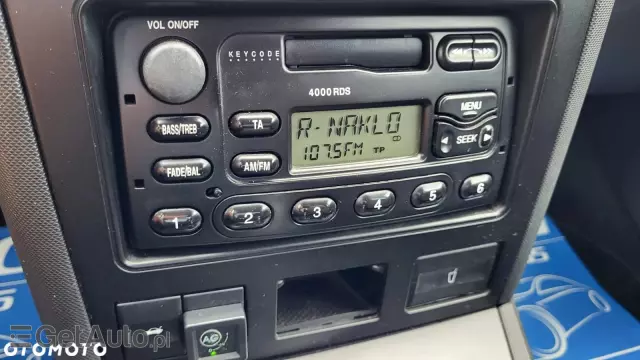 VOL ON/OFF
KEYCODE
4000 RDS
MENU
BASS/TREB
TA
R-NAKLO
107.5FM TP CD
SEEK
FADE/BAL
AM/FM
1 2 3 4 5 6
GetAuto.pl
OTOMOTO